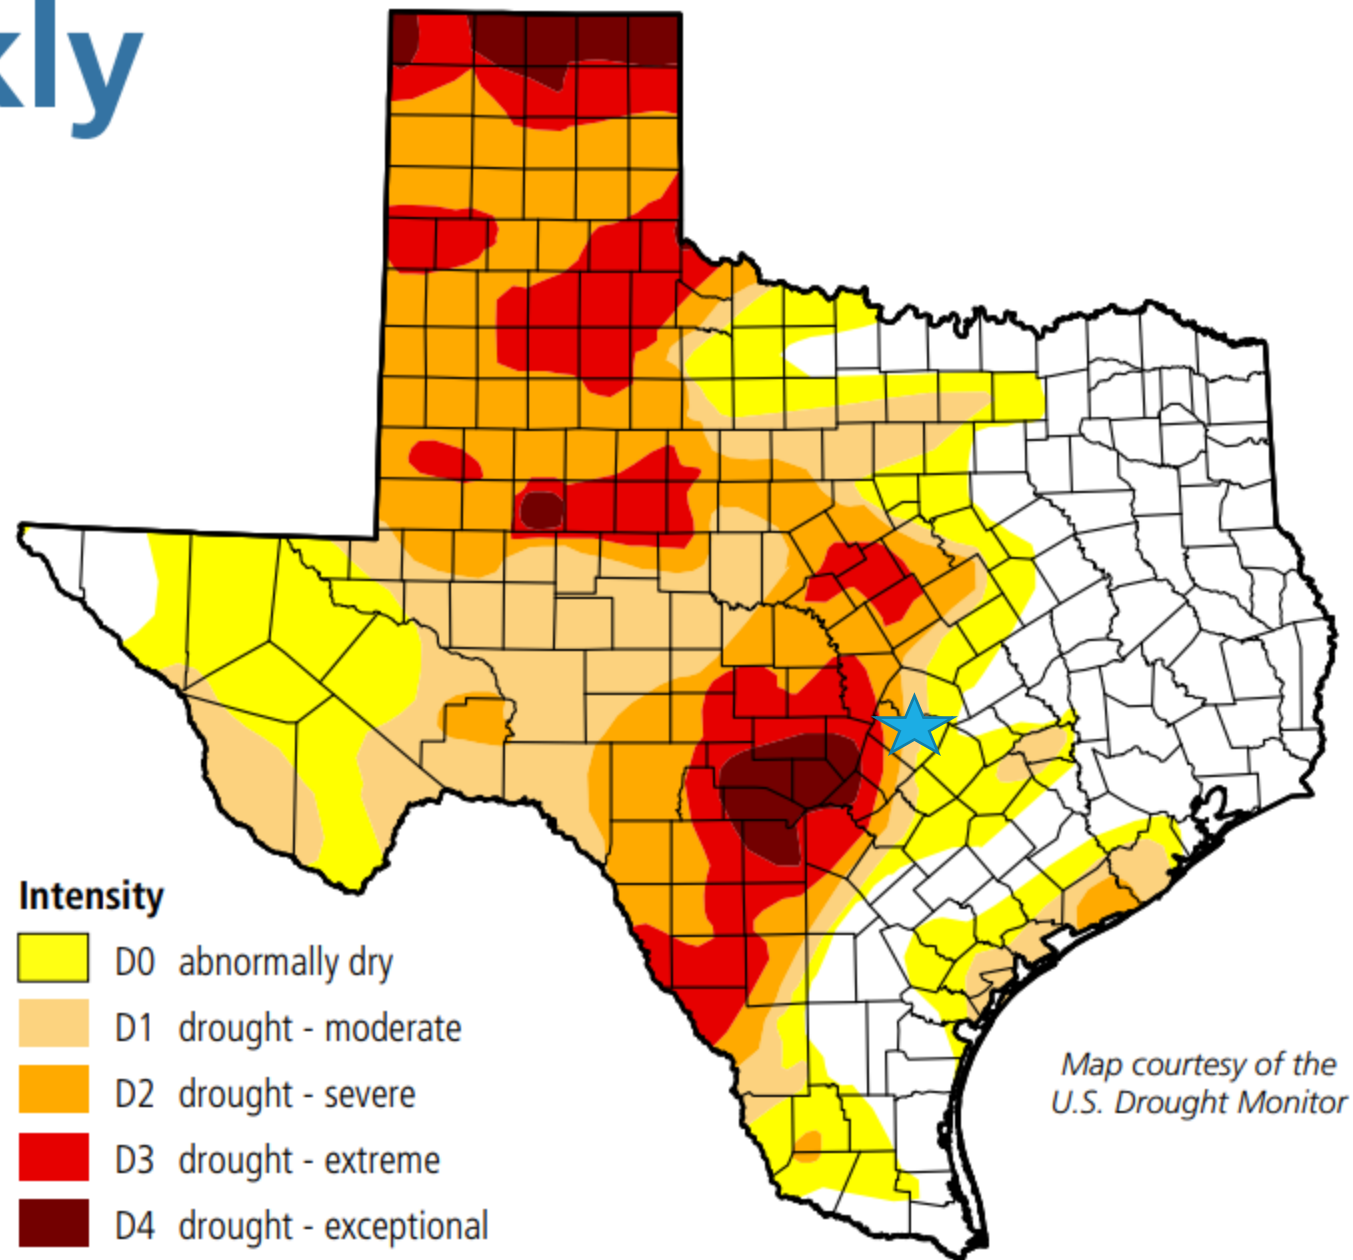 kly
Intensity
D0 abnormally dry
D1 drought - moderate
D2 drought - severe
D3 drought - extreme
D4 drought - exceptional
Map courtesy of the
U.S. Drought Monitor